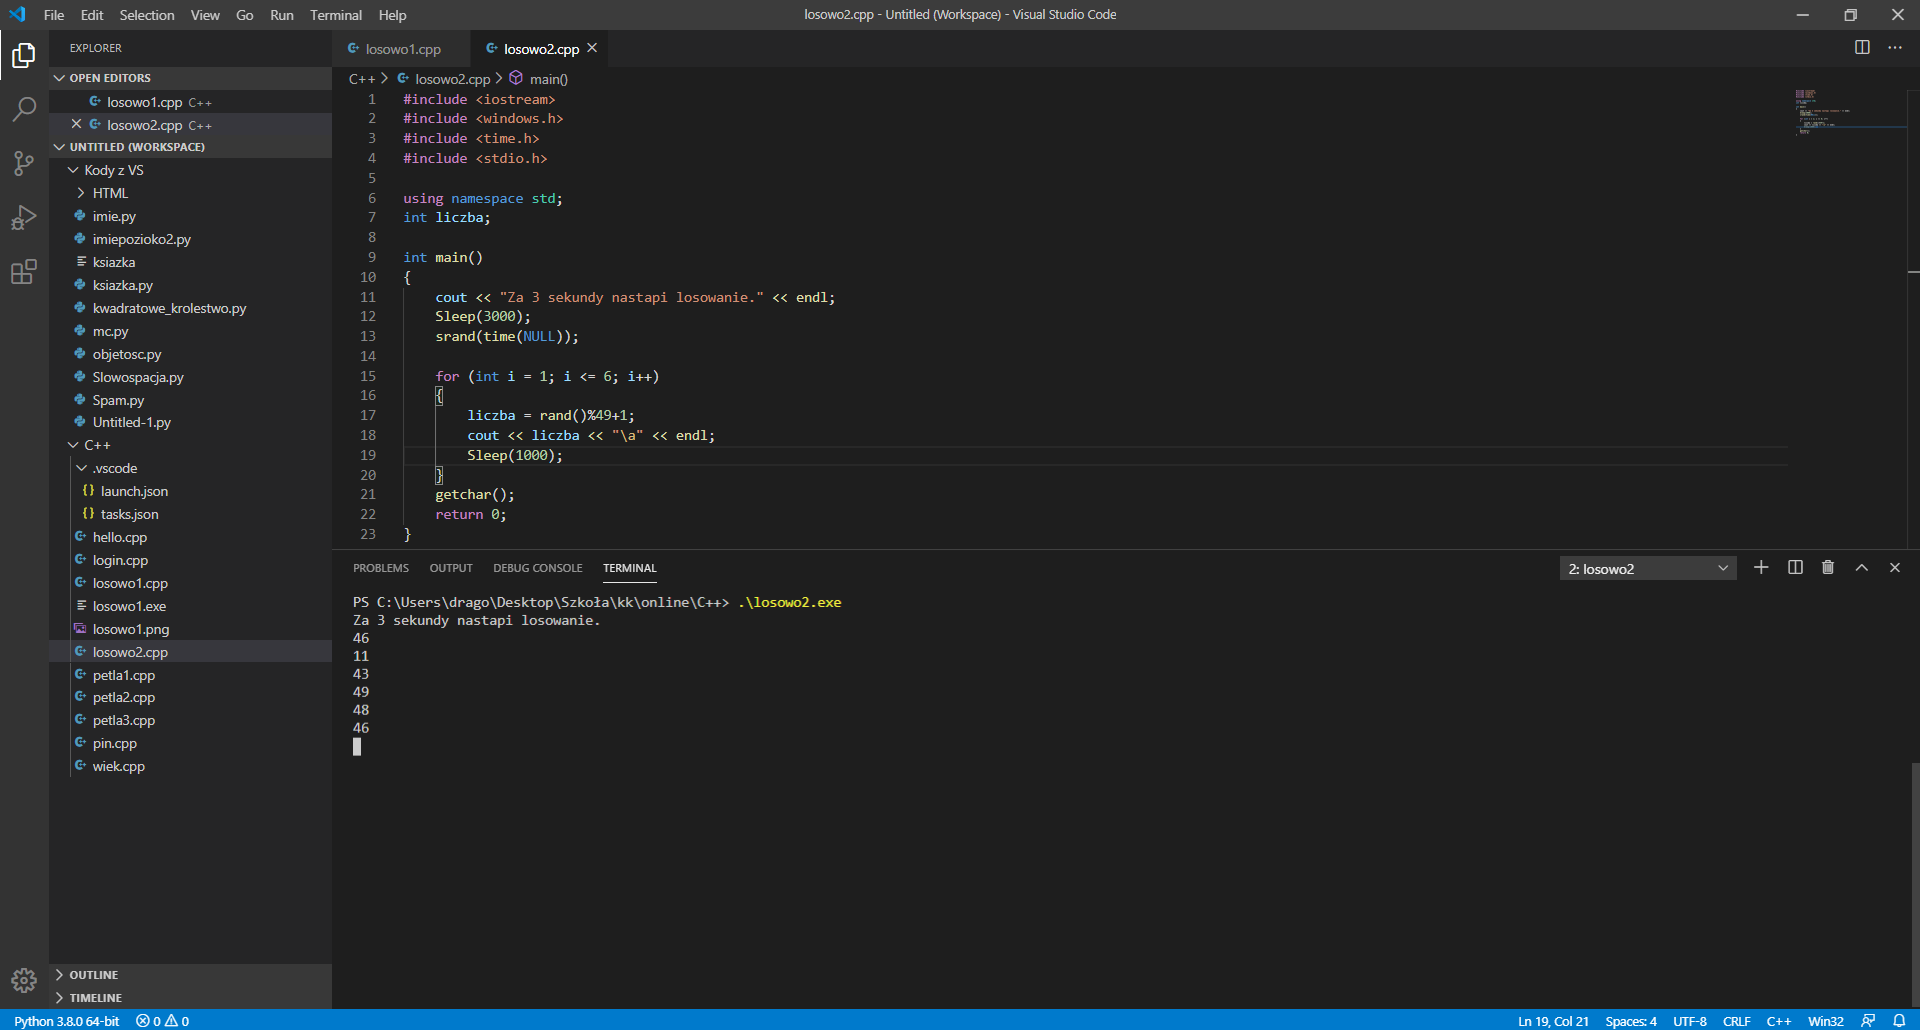 File Edit Selection View Go Run Terminal Help
losowo2.cpp - Untitled (Workspace) - Visual Studio Code
EXPLORER
OPEN EDITORS
losowo1.cpp C++
losowo2.cpp C++
UNTITLED (WORKSPACE)
Kody z VS
HTML
imie.py
imiepozioko2.py
ksiazka
ksiazka.py
kwadratowe_krolestwo.py
mc.py
objetosc.py
Slowospacja.py
Spam.py
Untitled-1.py
C++
.vscode
launch.json
tasks.json
hello.cpp
login.cpp
losowo1.cpp
losowo1.exe
losowo1.png
losowo2.cpp
petla1.cpp
petla2.cpp
petla3.cpp
pin.cpp
wiek.cpp
OUTLINE
TIMELINE
losowo1.cpp losowo2.cpp
C++ > losowo2.cpp > main()
1 #include <iostream>
2 #include <windows.h>
3 #include <time.h>
4 #include <stdio.h>
5
6 using namespace std;
7 int liczba;
8
9 int main()
10 {
11 cout << "Za 3 sekundy nastapi losowanie." << endl;
12 Sleep(3000);
13 srand(time(NULL));
14
15 for (int i = 1; i <= 6; i++)
16 {
17 liczba = rand()%49+1;
18 cout << liczba << "\a" << endl;
19 Sleep(1000);
20 }
21 getchar();
22 return 0;
23 }
PROBLEMS OUTPUT DEBUG CONSOLE TERMINAL
2: losowo2
PS C:\Users\drago\Desktop\Szkoła\kk\online\C++> .\losowo2.exe
Za 3 sekundy nastapi losowanie.
46
11
43
49
48
46
Python 3.8.0 64-bit 0 0
Ln 19, Col 21 Spaces: 4 UTF-8 CRLF C++ Win32